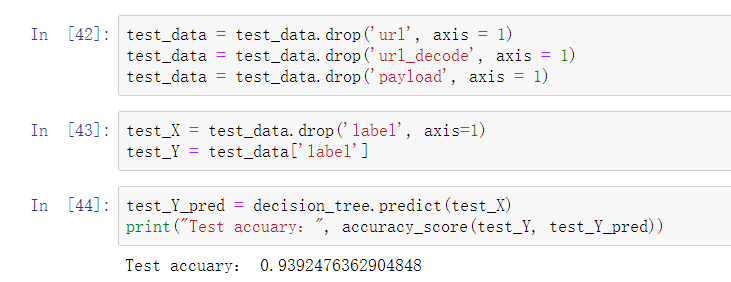 In [42]: test_data = test_data.drop('url', axis = 1)
test_data = test_data.drop('url_decode', axis = 1)
test_data = test_data.drop('payload', axis = 1)
In [43]: test_X = test_data.drop('label', axis=1)
test_Y = test_data['label']
In [44]: test_Y_pred = decision_tree.predict(test_X)
print("Test accuary: ", accuracy_score(test_Y, test_Y_pred))
Test accuary: 0.9392476362904848